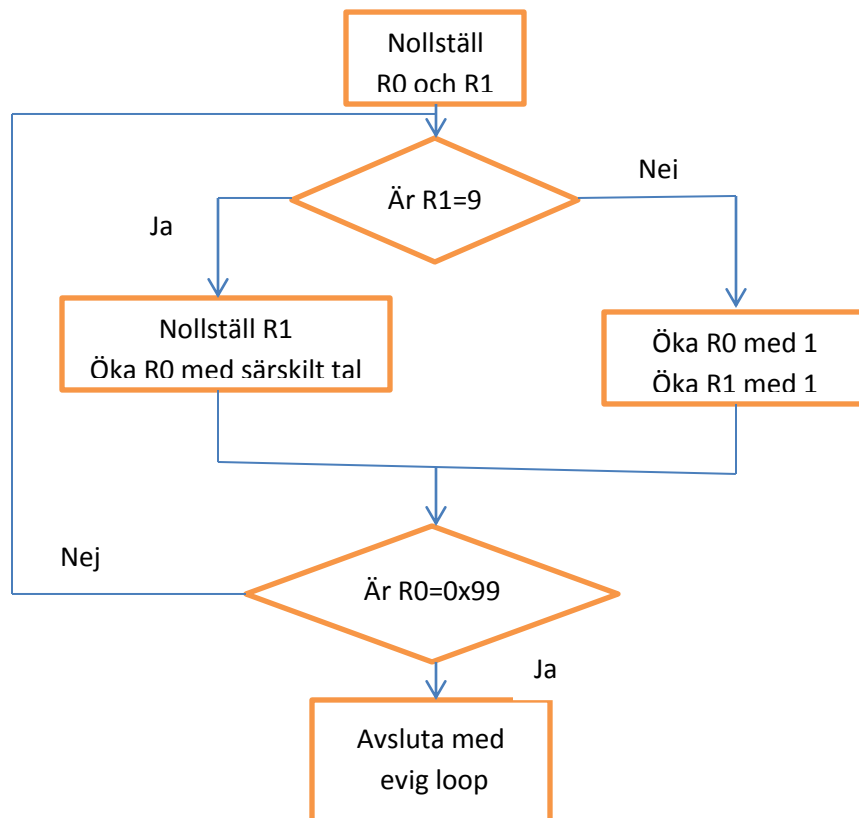 Nollställ
R0 och R1
Är R1=9
Nej
Ja
Nollställ R1
Öka R0 med särskilt tal
Öka R0 med 1
Öka R1 med 1
Nej
Är R0=0x99
Ja
Avsluta med
evig loop